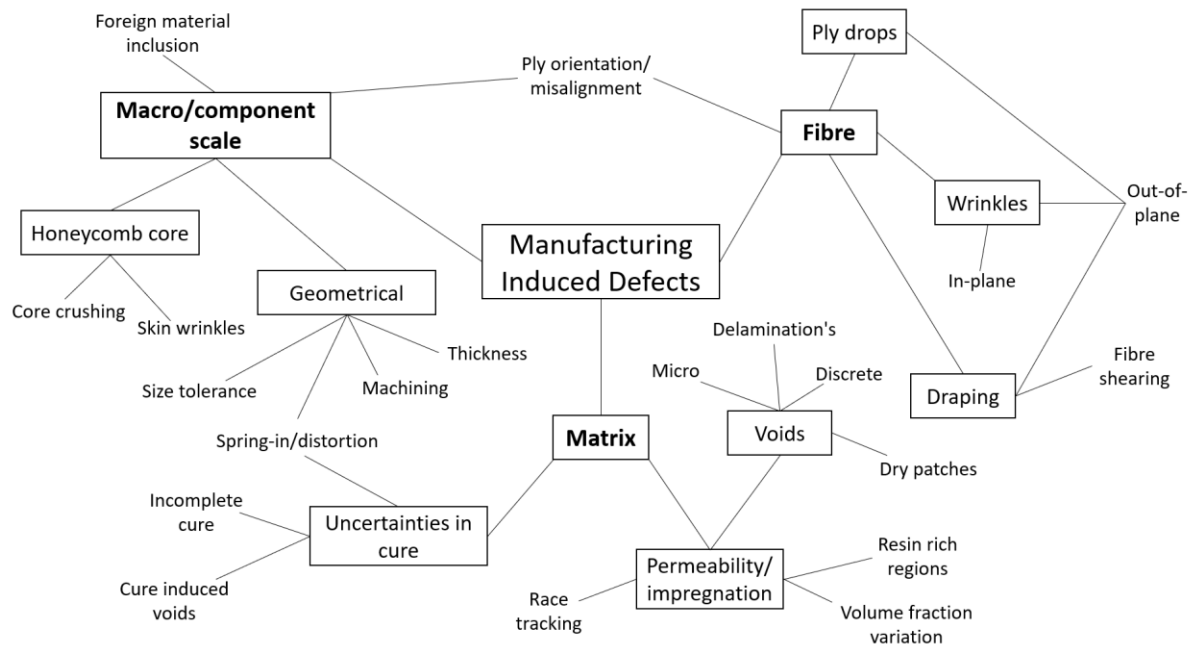 Foreign material
inclusion
Ply orientation/
misalignment
Ply drops
Macro/component
scale
Fibre
Wrinkles
Out-of-
plane
In-plane
Honeycomb core
Core crushing
Skin wrinkles
Manufacturing
Induced Defects
Geometrical
Size tolerance
Machining
Thickness
Spring-in/distortion
Delamination's
Micro
Discrete
Voids
Dry patches
Draping
Fibre
shearing
Matrix
Incomplete
cure
Uncertainties in
cure
Cure induced
voids
Permeability/
impregnation
Race
tracking
Resin rich
regions
Volume fraction
variation